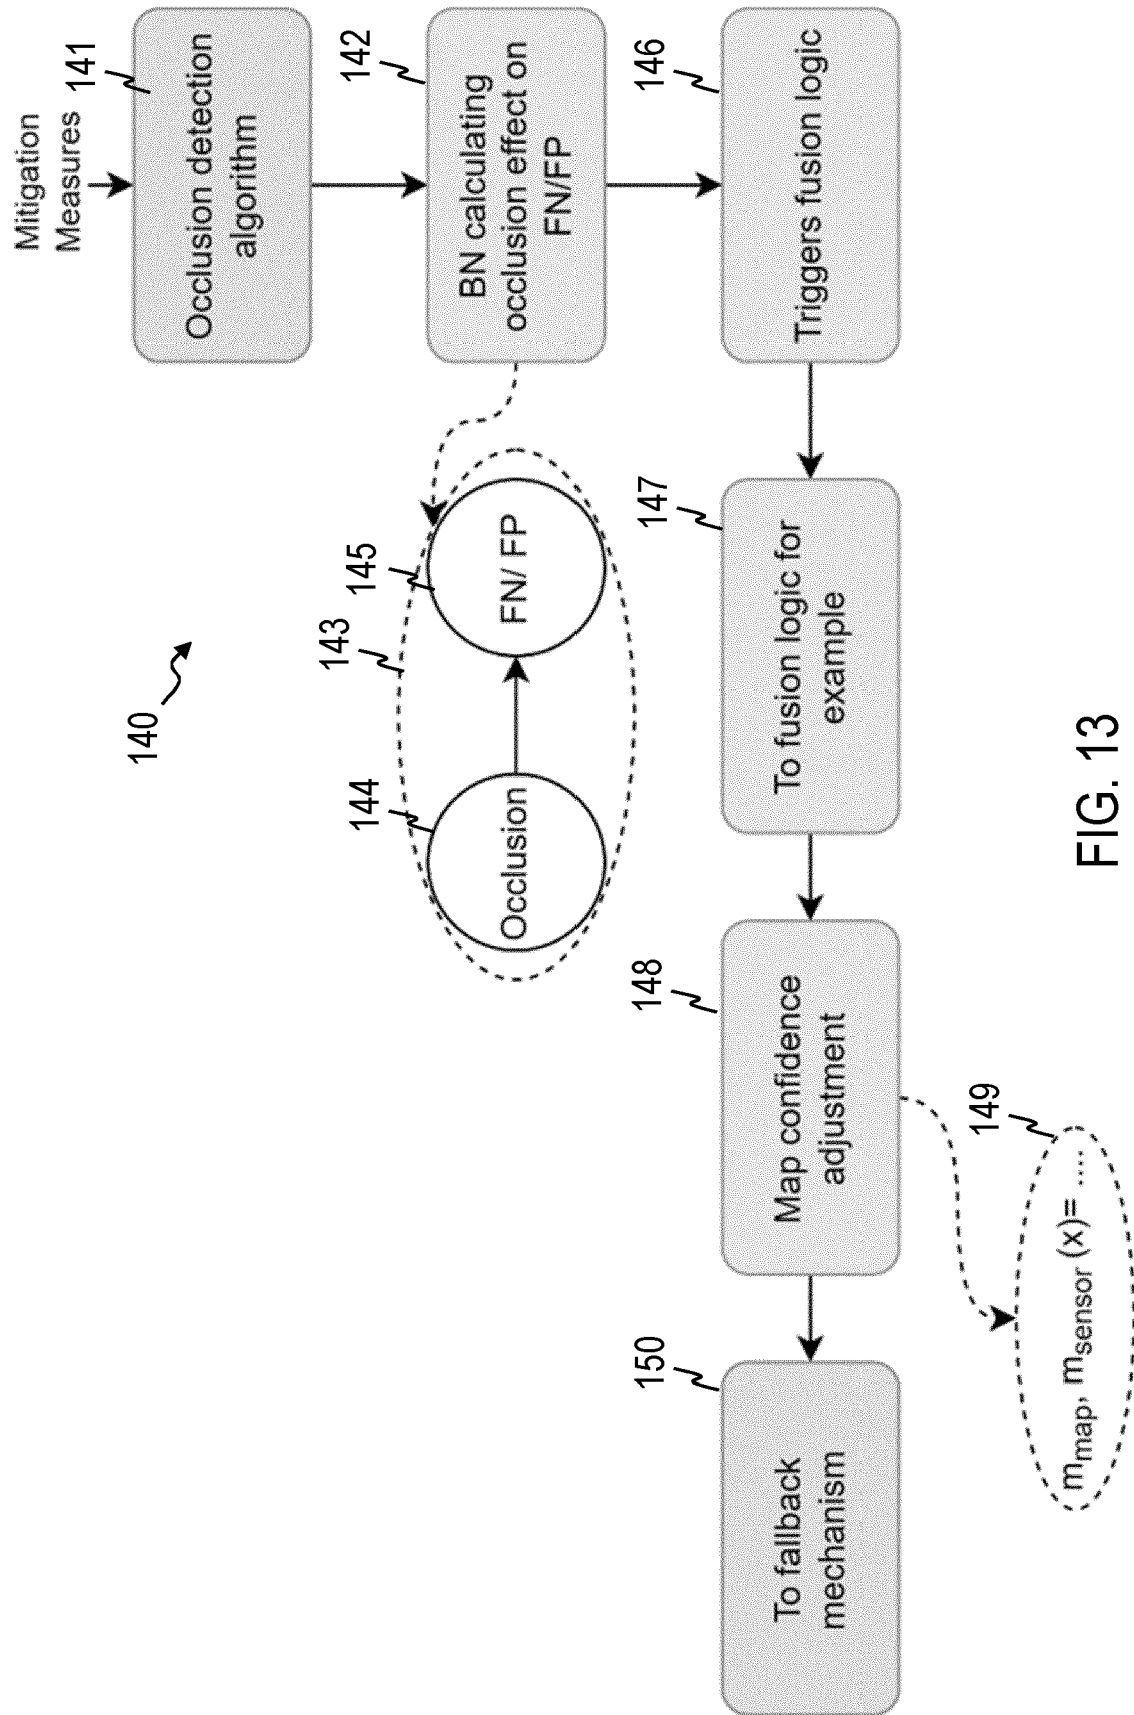 140
Mitigation
Measures
141
Occlusion detection
algorithm
142
BN calculating
occlusion effect on
FN/FP
143
144
Occlusion
145
FN/ FP
146
Triggers fusion logic
147
To fusion logic for
example
148
Map confidence
adjustment
149
m_map, m_sensor (x)= ....
150
To fallback
mechanism
FIG. 13